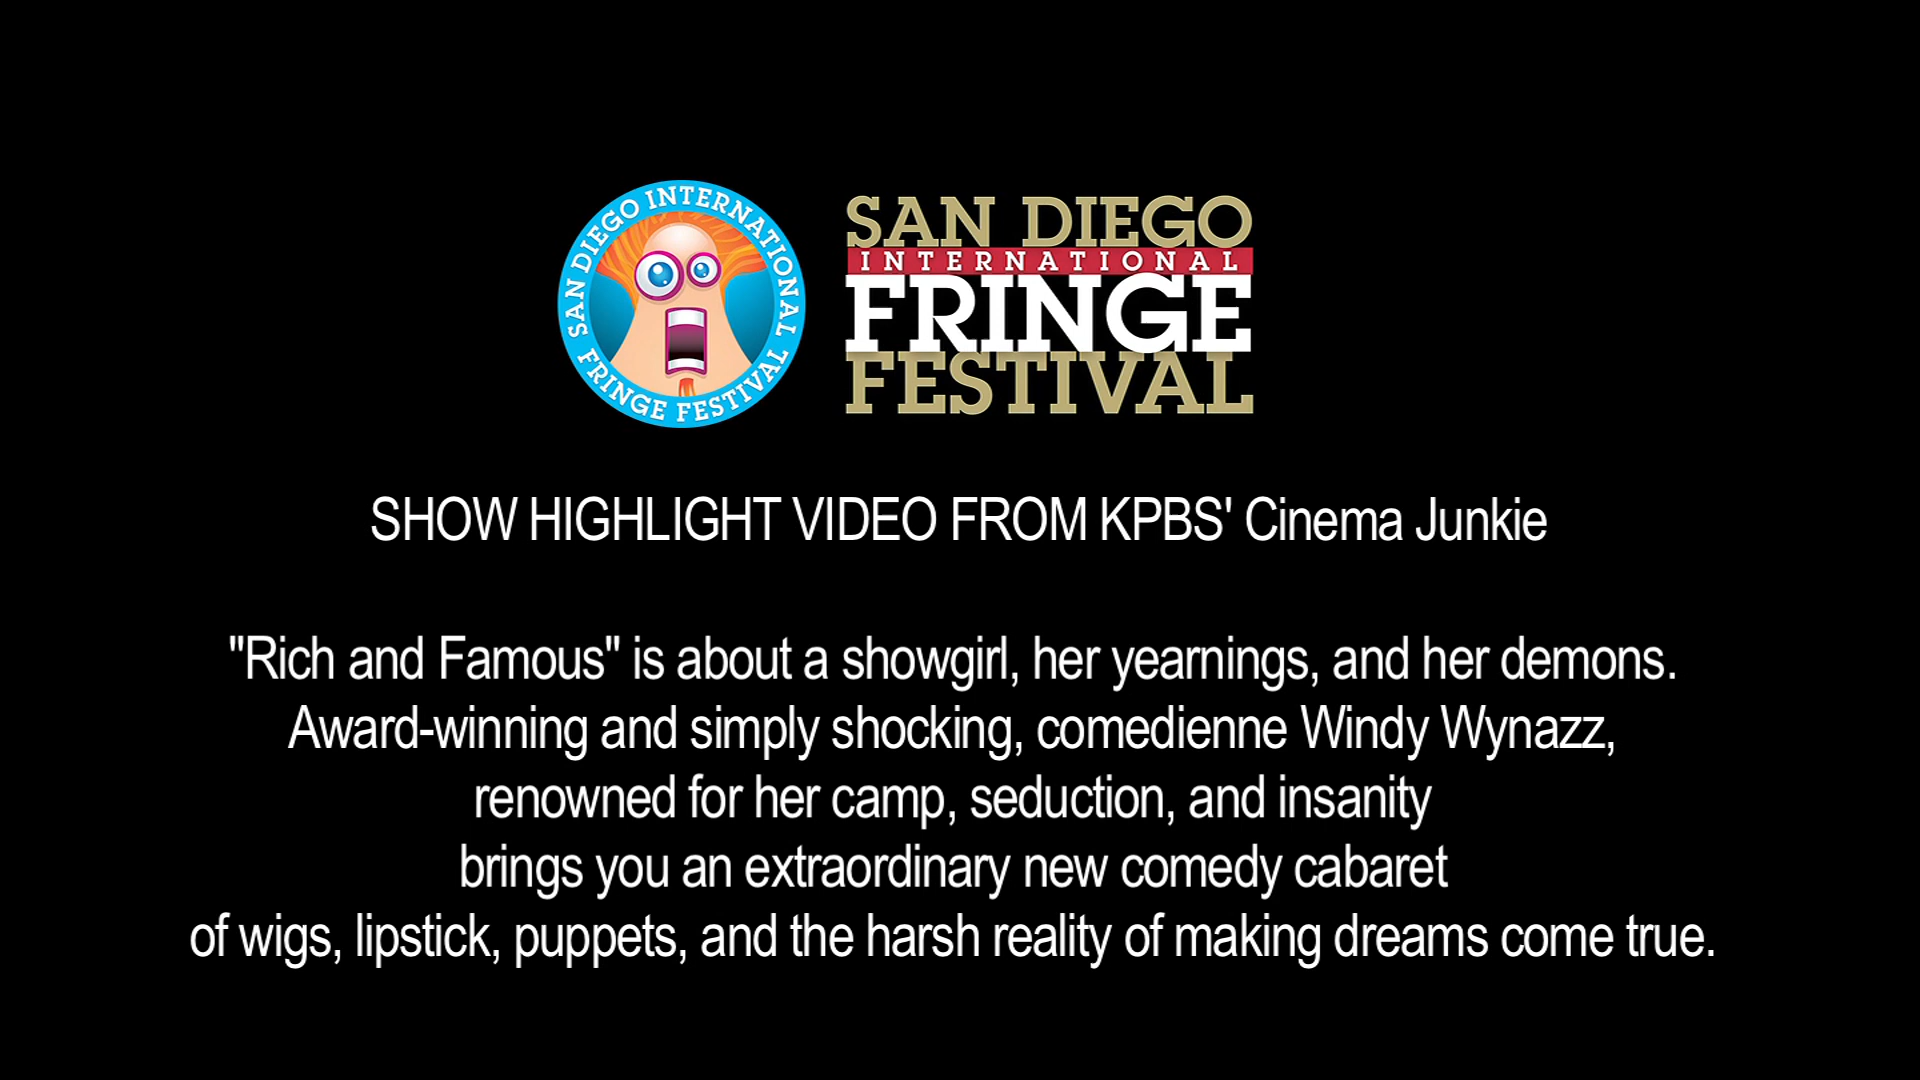 SAN DIEGO INTERNATIONAL
FRINGE FESTIVAL
SAN DIEGO
INTERNATIONAL
FRINGE
FESTIVAL
SHOW HIGHLIGHT VIDEO FROM KPBS' Cinema Junkie
"Rich and Famous" is about a showgirl, her yearnings, and her demons.
Award-winning and simply shocking, comedienne Windy Wynazz,
renowned for her camp, seduction, and insanity
brings you an extraordinary new comedy cabaret
of wigs, lipstick, puppets, and the harsh reality of making dreams come true.